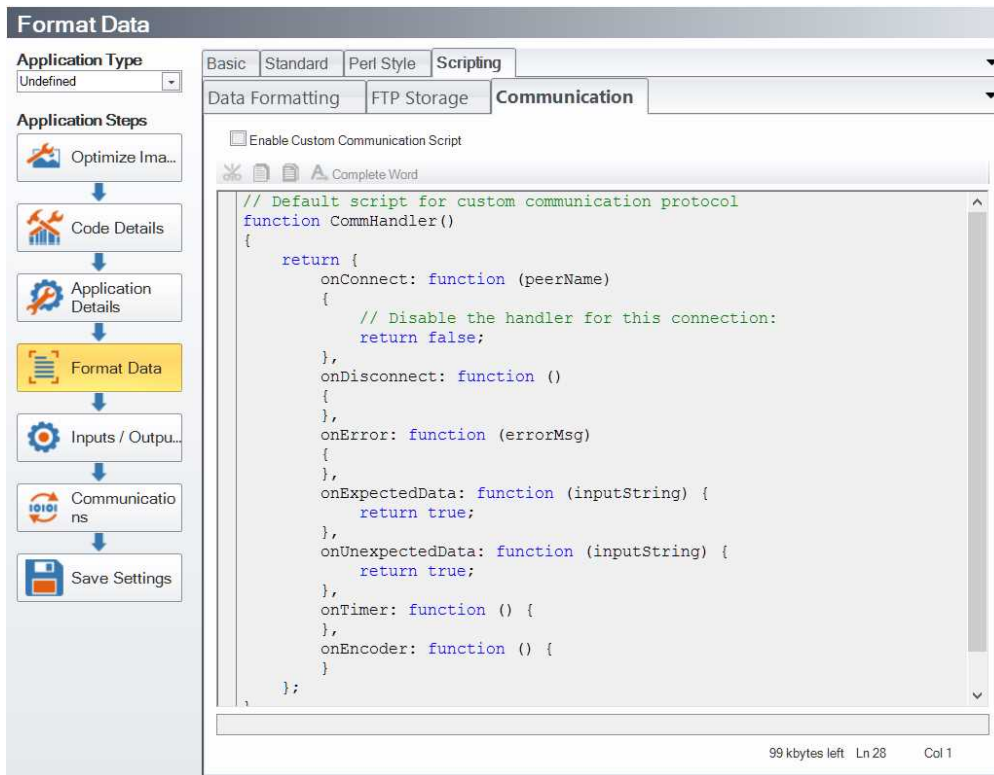 Format Data
Application Type
Undefined
Application Steps
Optimize Ima...
Code Details
Application
Details
Format Data
Inputs / Outpu...
Communicatio
ns
Save Settings
Basic Standard Perl Style Scripting
Data Formatting FTP Storage Communication
Enable Custom Communication Script
Complete Word
// Default script for custom communication protocol
function CommHandler()
{
    return {
        onConnect: function (peerName)
        {
            // Disable the handler for this connection:
            return false;
        },
        onDisconnect: function ()
        {
        },
        onError: function (errorMsg)
        {
        },
        onExpectedData: function (inputString) {
            return true;
        },
        onUnexpectedData: function (inputString) {
            return true;
        },
        onTimer: function () {
        },
        onEncoder: function () {
        }
    };
99 kbytes left Ln 28 Col 1